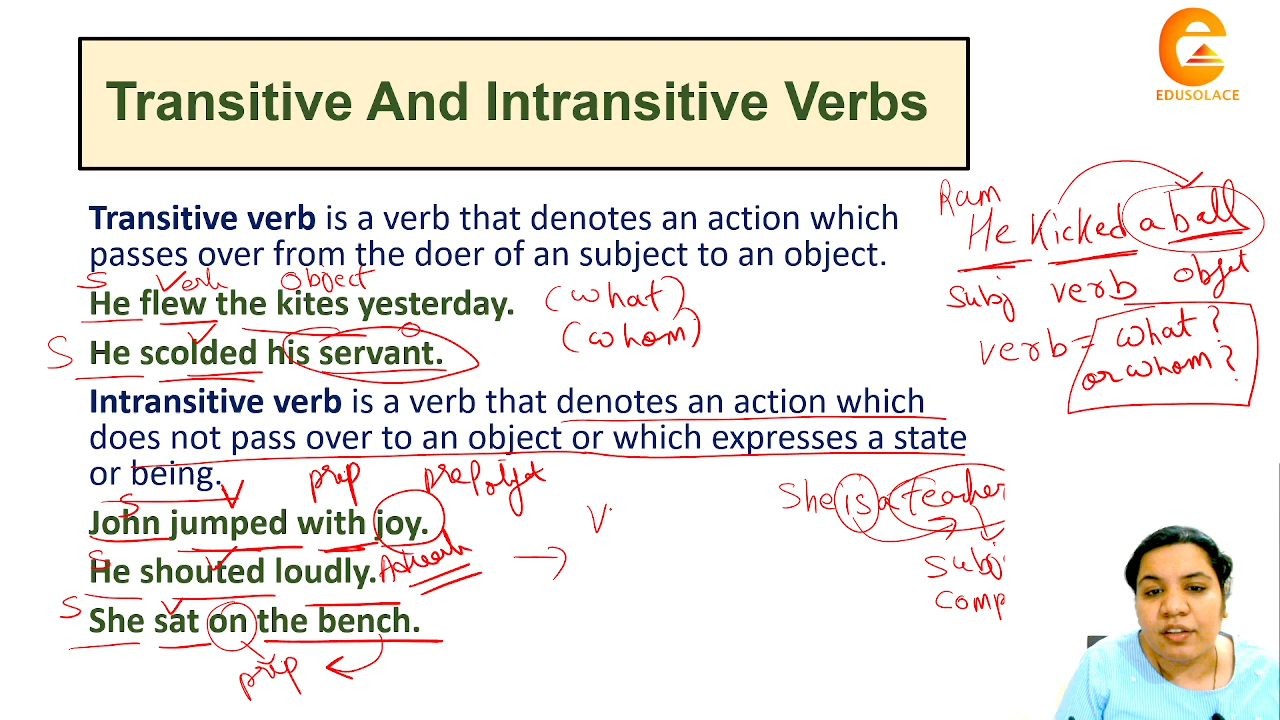 EDUSOLACE
Transitive And Intransitive Verbs
Transitive verb is a verb that denotes an action which
passes over from the doer of an subject to an object.
S verb object
He flew the kites yesterday.
(what)
(whom)
S He scolded his servant.
Ram
He Kicked a ball
subj verb objet
verb = what?
or whom?
Intransitive verb is a verb that denotes an action which
does not pass over to an object or which expresses a state
or being.
S prep prep objet
John jumped with joy.
S
He shouted loudly.
S She sat on the bench.
prep
V
She is a teacher
subj
comp